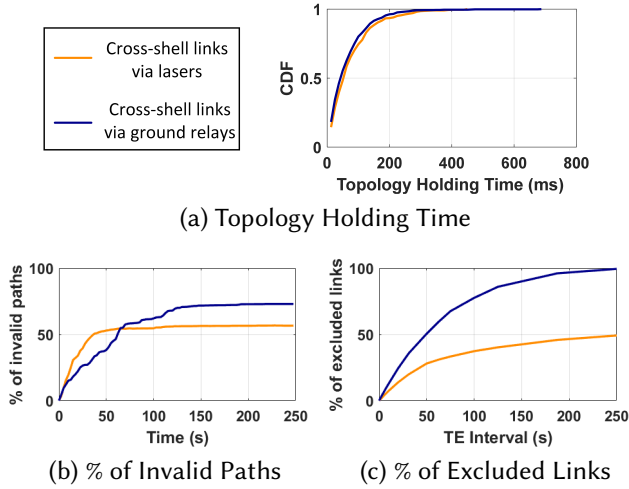 Cross-shell links
via lasers
Cross-shell links
via ground relays
1
0.5
0
CDF
0 200 400 600 800
Topology Holding Time (ms)
(a) Topology Holding Time
100
50
0
% of invalid paths
0 50 100 150 200 250
Time (s)
(b) % of Invalid Paths
100
50
0
% of excluded links
0 50 100 150 200 250
TE Interval (s)
(c) % of Excluded Links